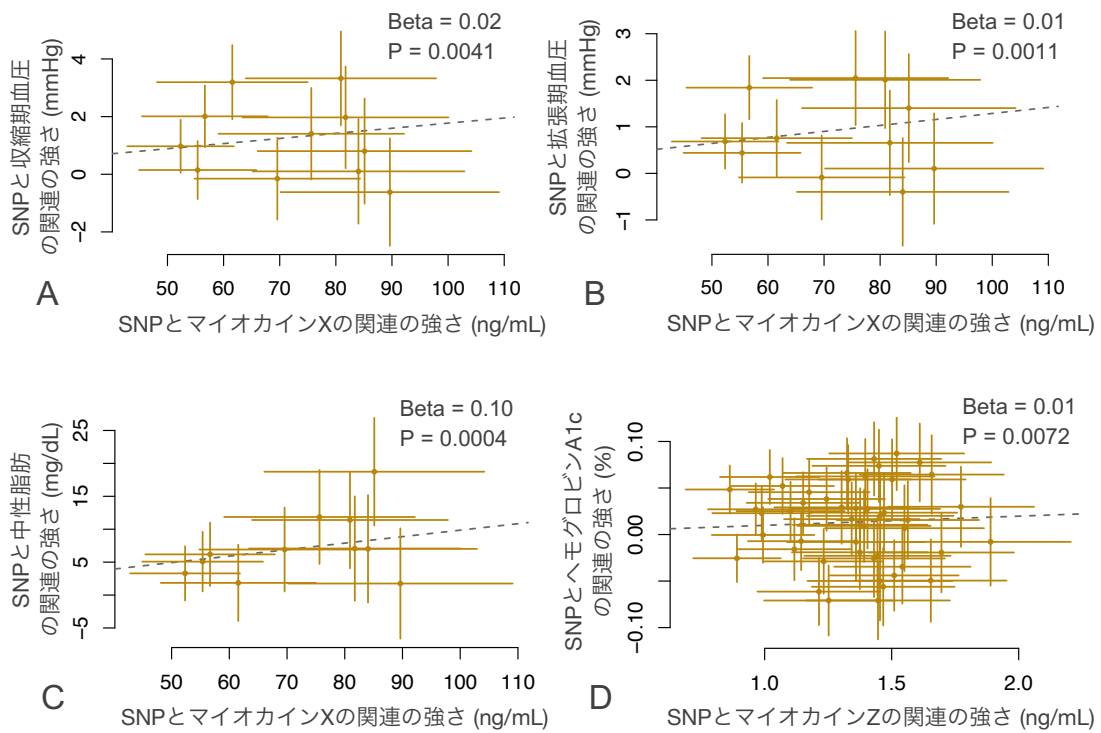 Beta = 0.02
P = 0.0041
SNPと収縮期血圧
の関連の強さ (mmHg)
4
2
0
−2
50 60 70 80 90 100 110
A
SNPとマイオカインXの関連の強さ (ng/mL)
Beta = 0.01
P = 0.0011
SNPと拡張期血圧
の関連の強さ (mmHg)
3
2
1
0
−1
50 60 70 80 90 100 110
B
SNPとマイオカインXの関連の強さ (ng/mL)
Beta = 0.10
P = 0.0004
SNPと中性脂肪
の関連の強さ (mg/dL)
25
15
5
−5
50 60 70 80 90 100 110
C
SNPとマイオカインXの関連の強さ (ng/mL)
Beta = 0.01
P = 0.0072
SNPとヘモグロビンA1c
の関連の強さ (%)
0.10
0.00
−0.10
1.0 1.5 2.0
D
SNPとマイオカインZの関連の強さ (ng/mL)